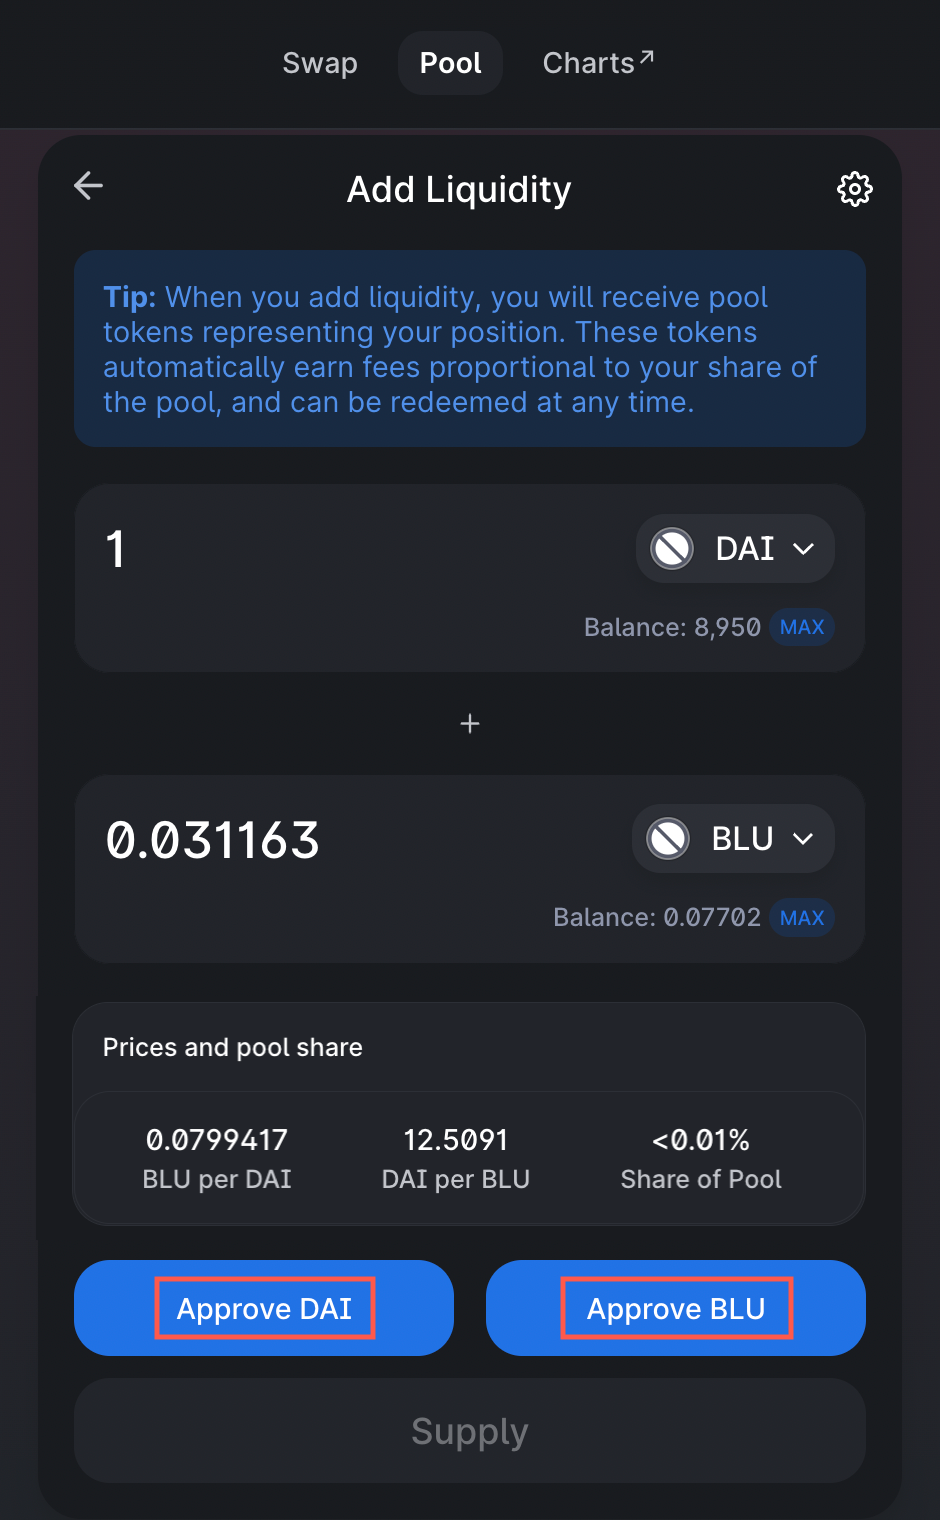 Swap Pool Charts↗
Add Liquidity
Tip: When you add liquidity, you will receive pool
tokens representing your position. These tokens
automatically earn fees proportional to your share of
the pool, and can be redeemed at any time.
1 DAI
Balance: 8,950 MAX
+
0.031163 BLU
Balance: 0.07702 MAX
Prices and pool share
0.0799417 12.5091 <0.01%
BLU per DAI DAI per BLU Share of Pool
Approve DAI Approve BLU
Supply